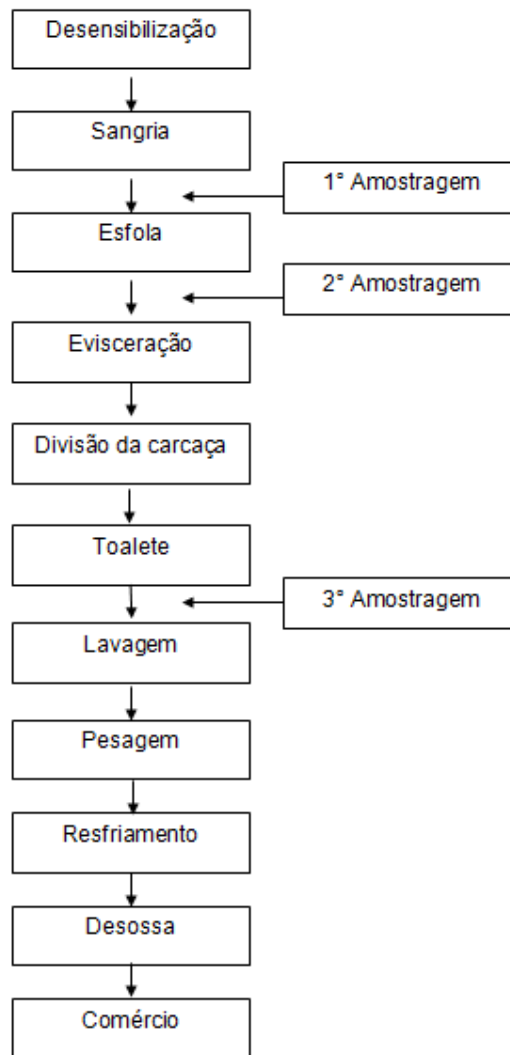 Desensibilização
Sangria
1° Amostragem
Esfola
2° Amostragem
Evisceração
Divisão da carcaça
Toalete
3° Amostragem
Lavagem
Pesagem
Resfriamento
Desossa
Comércio